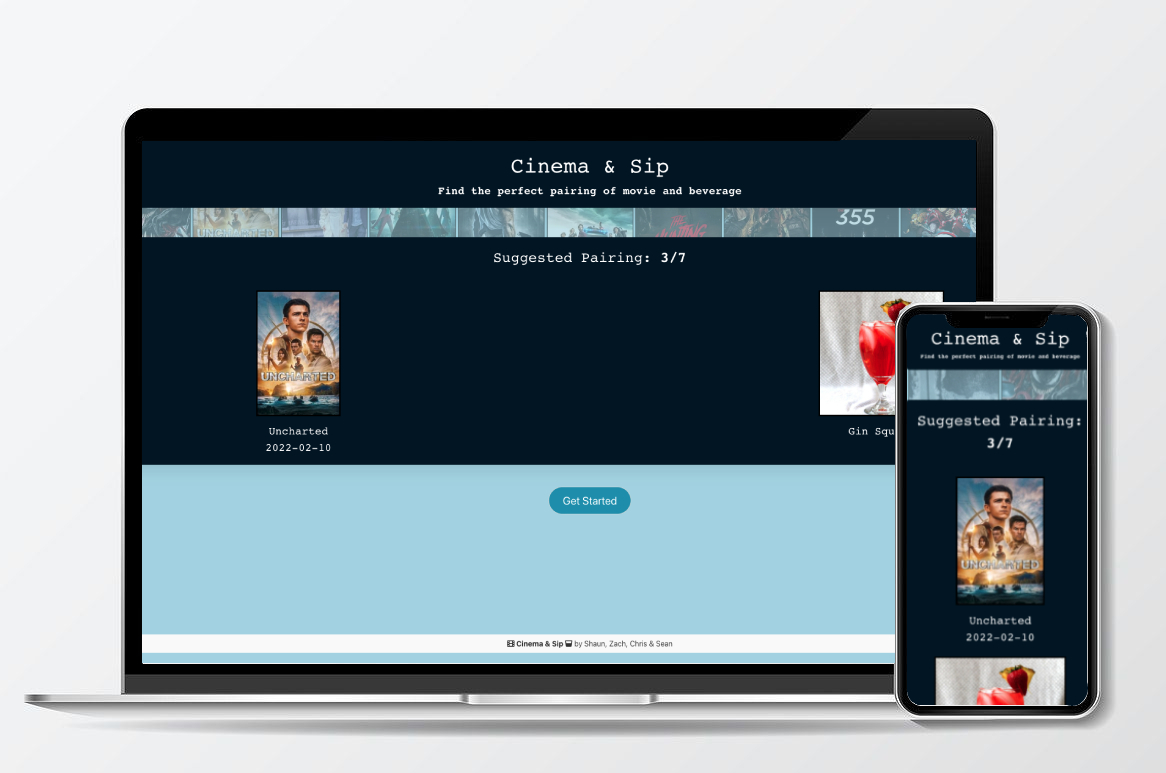 Cinema & Sip
Find the perfect pairing of movie and beverage
UNCHARTED
355
Suggested Pairing: 3/7
UNCHARTED
Uncharted
2022-02-10
Gin Squ
Get Started
Cinema & Sip by Shaun, Zach, Chris & Sean
Cinema & Sip
Find the perfect pairing of movie and beverage
Suggested Pairing:
3/7
UNCHARTED
Uncharted
2022-02-10